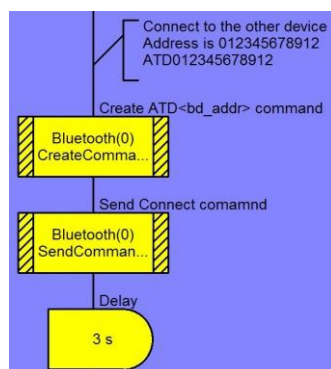 Connect to the other device
Address is 012345678912
ATD012345678912
Create ATD<bd_addr> command
Bluetooth(0)
CreateComma...
Send Connect comamnd
Bluetooth(0)
SendComman...
Delay
3 s